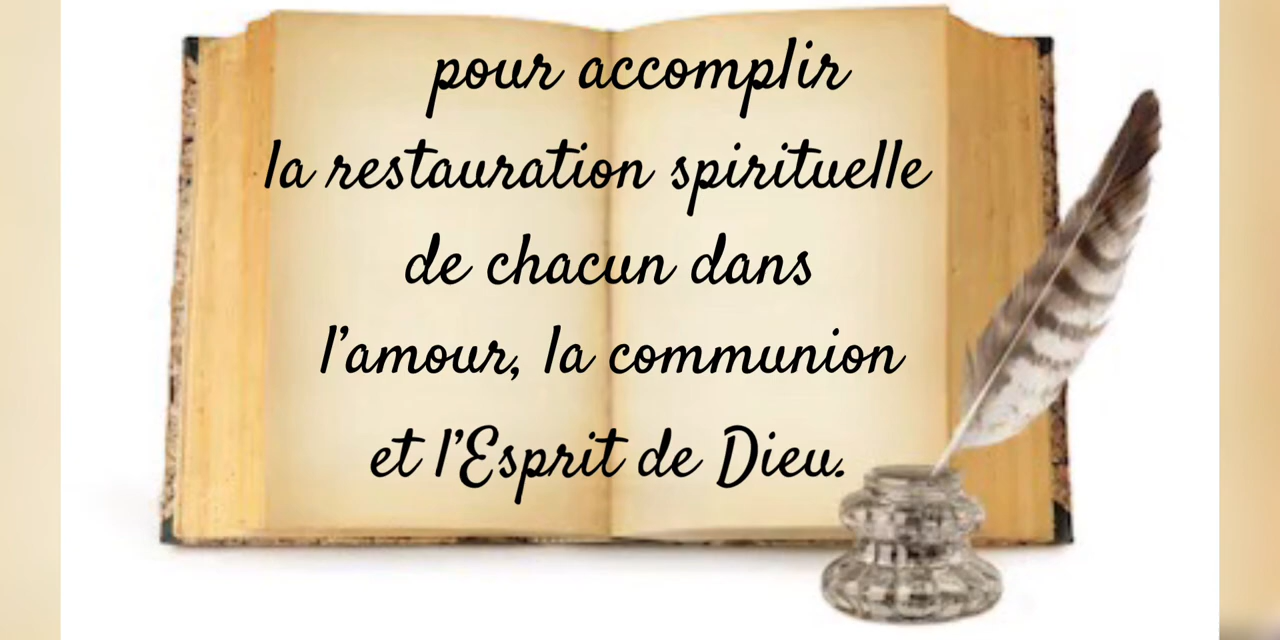 pour accomplir
la restauration spirituelle
de chacun dans
l'amour, la communion
et l'Esprit de Dieu.